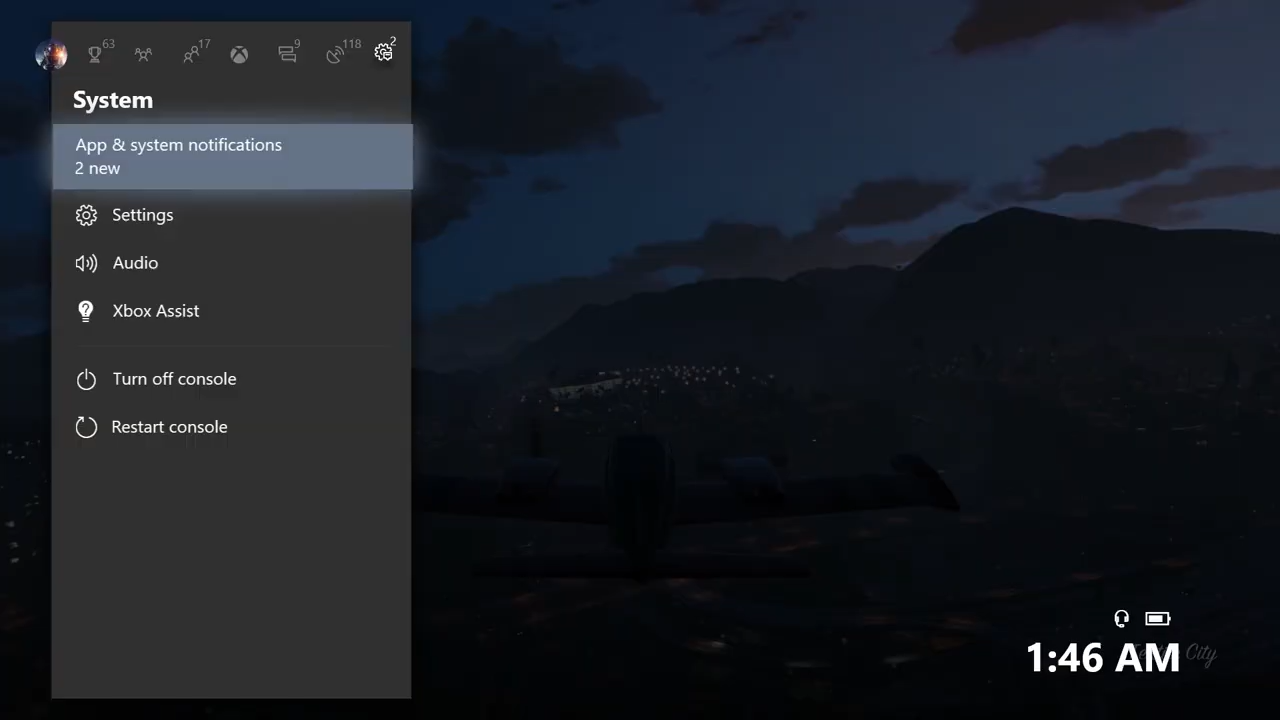 63
17
9
118
2
System
App & system notifications
2 new
Settings
Audio
Xbox Assist
Turn off console
Restart console
1:46 AM
City